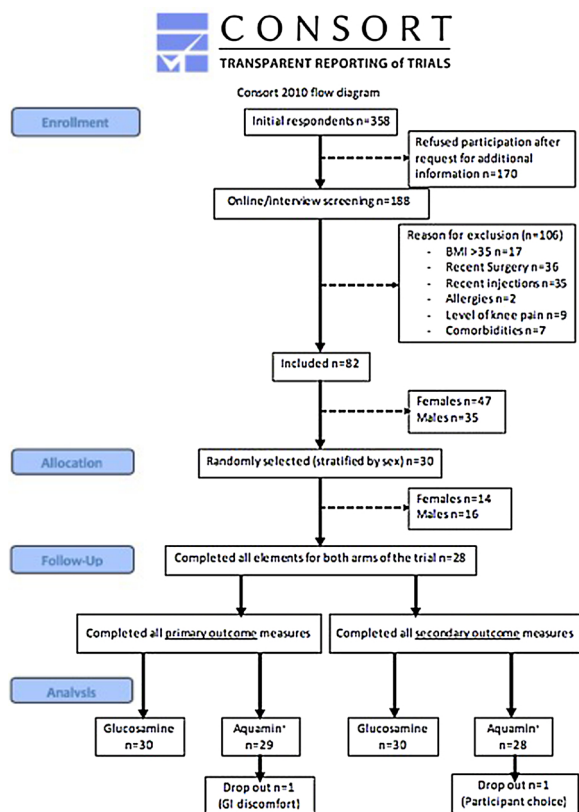 CONSORT
TRANSPARENT REPORTING of TRIALS
Consort 2010 flow diagram
Enrollment
Initial respondents n=358
Refused participation after
request for additional
information n=170
Online/interview screening n=188
Reason for exclusion (n=106)
- BMI >35 n=17
- Recent Surgery n=36
- Recent injections n=35
- Allergies n=2
- Level of knee pain n=9
- Comorbidities n=7
Included n=82
Females n=47
Males n=35
Allocation
Randomly selected (stratified by sex) n=30
Females n=14
Males n=16
Follow-Up
Completed all elements for both arms of the trial n=28
Completed all primary outcome measures
Completed all secondary outcome measures
Analysis
Glucosamine
n=30
Aquamin+
n=29
Glucosamine
n=30
Aquamin+
n=28
Drop out n=1
(GI discomfort)
Drop out n=1
(Participant choice)